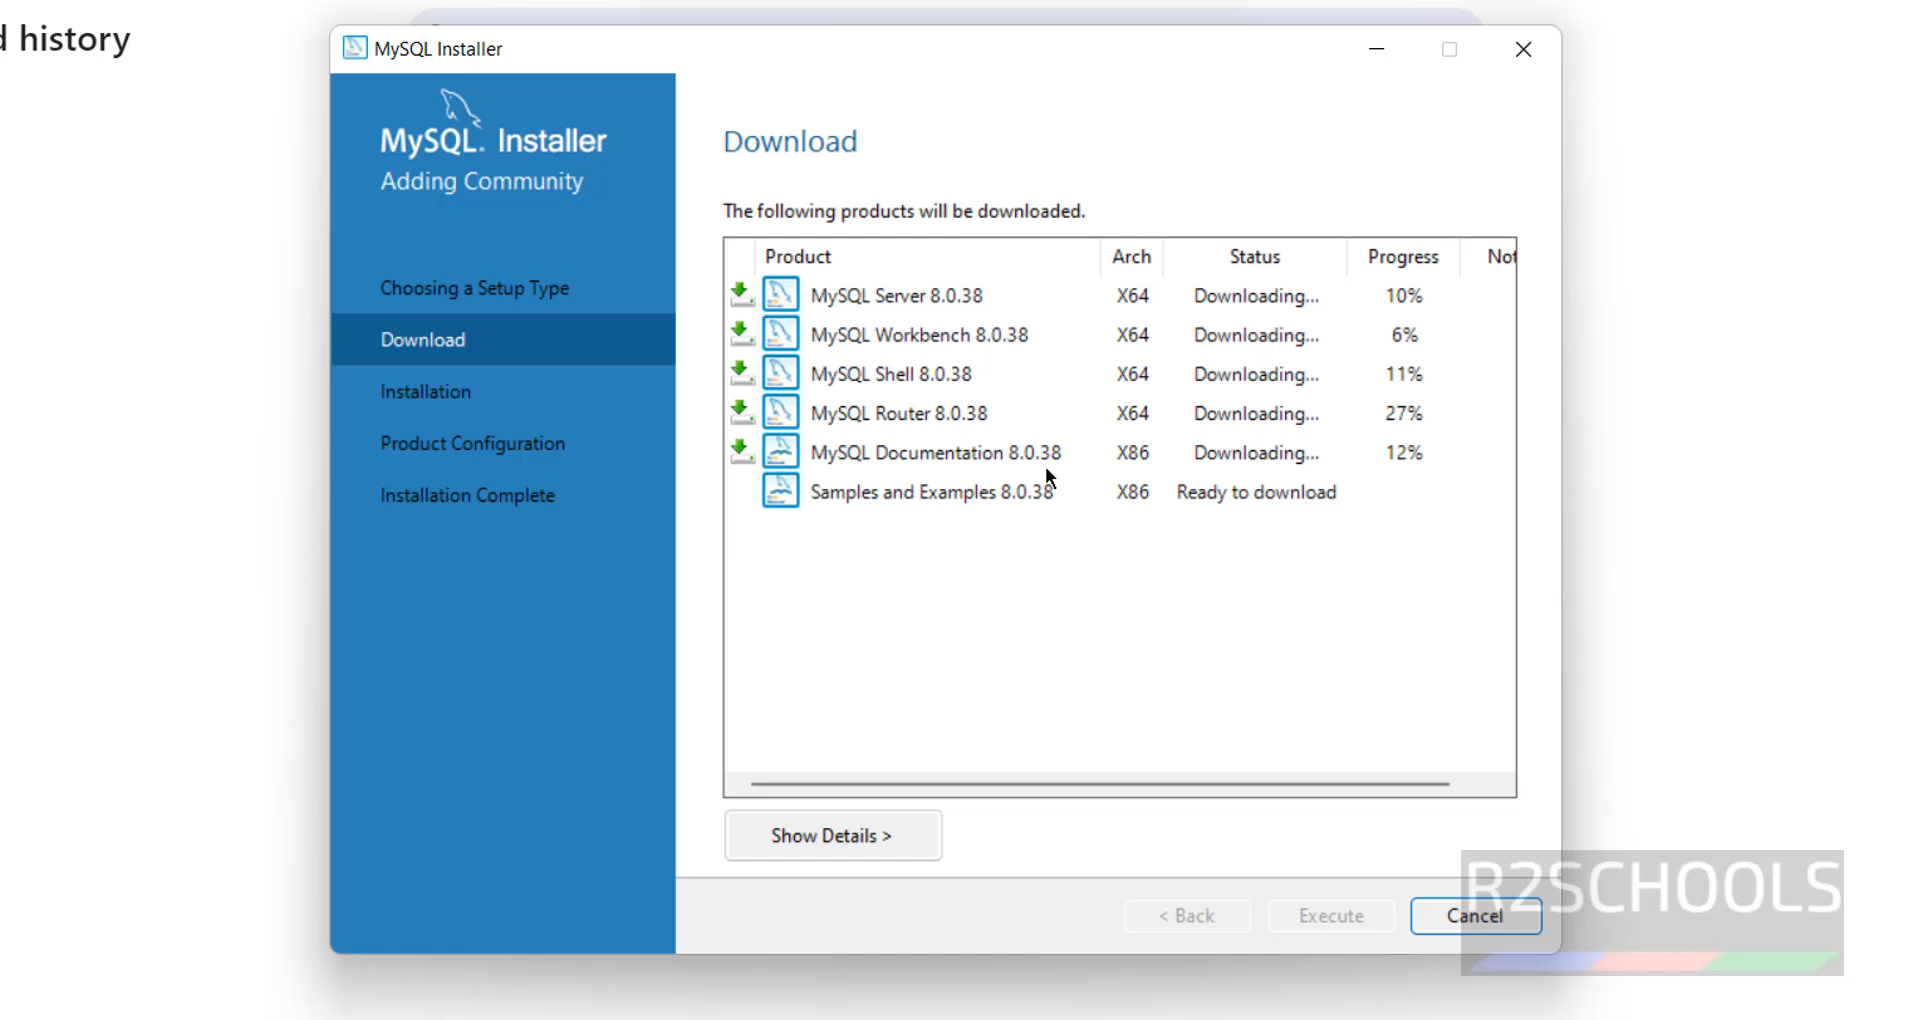 d history
MySQL Installer
MySQL. Installer
Adding Community
Choosing a Setup Type
Download
Installation
Product Configuration
Installation Complete
Download
The following products will be downloaded.
Product Arch Status Progress Not
MySQL Server 8.0.38 X64 Downloading... 10%
MySQL Workbench 8.0.38 X64 Downloading... 6%
MySQL Shell 8.0.38 X64 Downloading... 11%
MySQL Router 8.0.38 X64 Downloading... 27%
MySQL Documentation 8.0.38 X86 Downloading... 12%
Samples and Examples 8.0.38 X86 Ready to download
Show Details >
< Back Execute Cancel
R2SCHOOLS